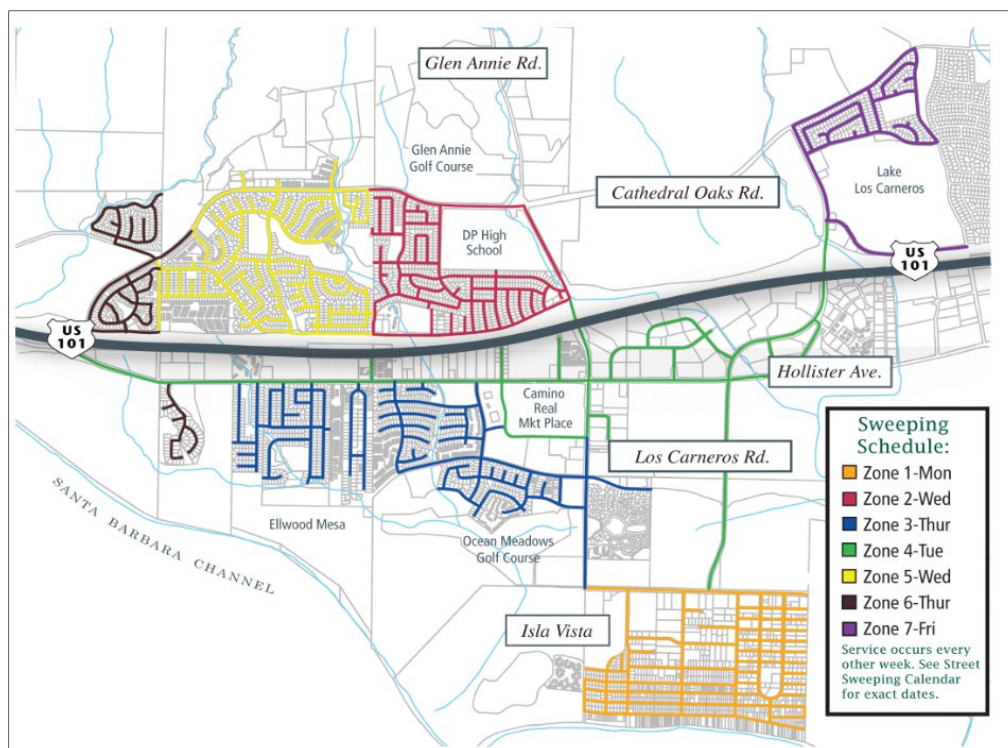 Glen Annie Rd.
Glen Annie
Golf Course
Cathedral Oaks Rd.
Lake
Los Carneros
DP High
School
US
101
US
101
Hollister Ave.
Camino
Real
Mkt Place
Los Carneros Rd.
Ellwood Mesa
Ocean Meadows
Golf Course
SANTA BARBARA CHANNEL
Isla Vista
Sweeping
Schedule:
Zone 1-Mon
Zone 2-Wed
Zone 3-Thur
Zone 4-Tue
Zone 5-Wed
Zone 6-Thur
Zone 7-Fri
Service occurs every
other week. See Street
Sweeping Calendar
for exact dates.